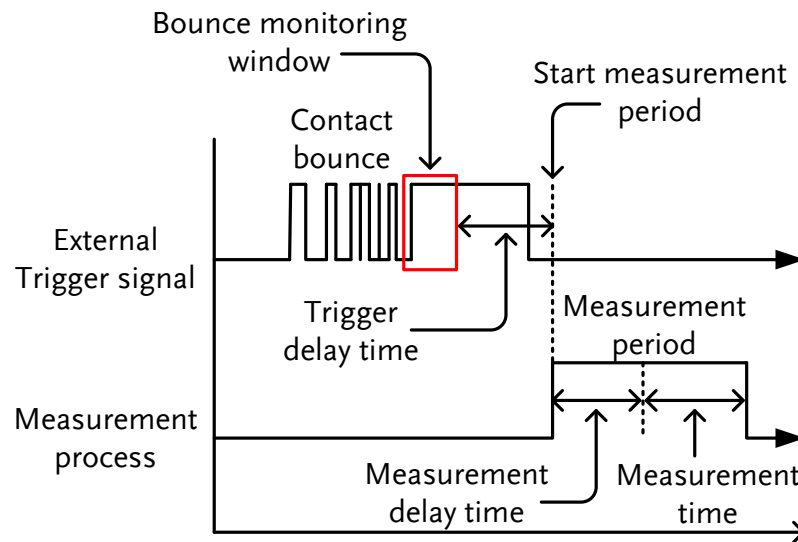 Bounce monitoring
window
Start measurement
period
Contact
bounce
External
Trigger signal
Trigger
delay time
Measurement
period
Measurement
process
Measurement
delay time
Measurement
time